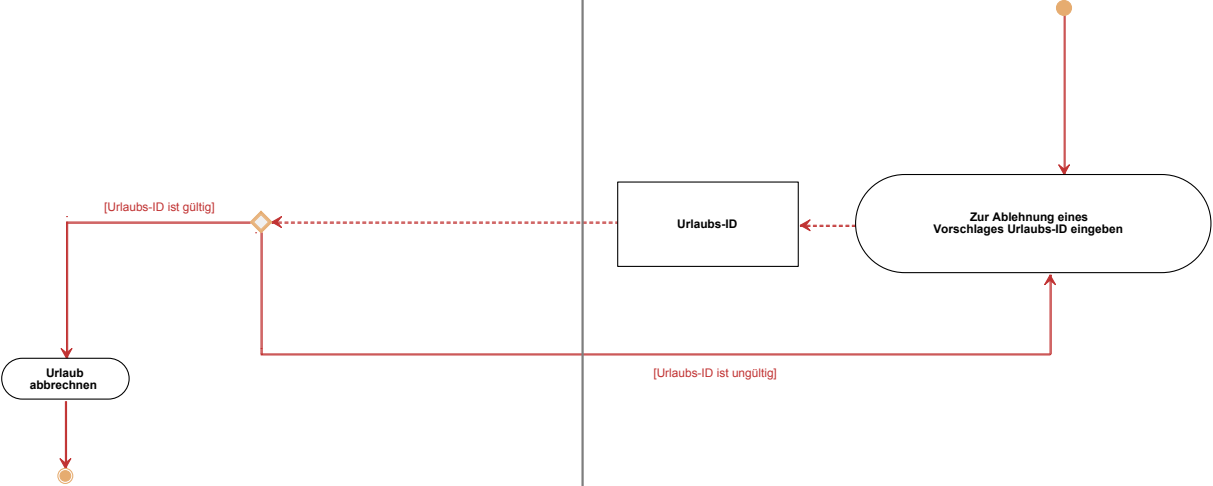 [Urlaubs-ID ist gültig]
Urlaubs-ID
Zur Ablehnung eines
Vorschlages Urlaubs-ID eingeben
[Urlaubs-ID ist ungültig]
Urlaub
abbrechnen